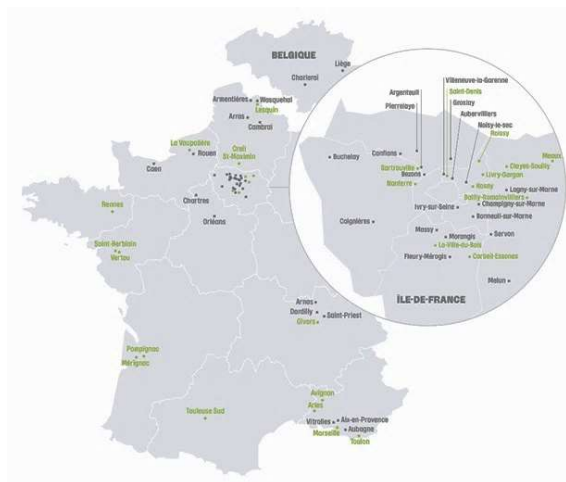 BELGIQUE
Liège
Charleroi
Armentières
Wasquehal
Lesquin
Arras
Cambrai
La Vaupalière
Rouen
Creil
St-Maximin
Caen
Chartres
Orléans
Rennes
Saint-Herblain
Vertou
Arnas
Dardilly
Saint-Priest
Givors
Pompignac
Mérignac
Toulouse Sud
Avignon
Arles
Vitrolles
Aix-en-Provence
Marseille
Aubagne
Toulon
Villeneuve-la-Garenne
Argenteuil
Saint-Denis
Pierrelaye
Groslay
Aubervilliers
Noisy-le-sec
Roissy
Buchelay
Conflans
Sartrouville
Bezons
Nanterre
Meaux
Claye-Souilly
Livry-Gargan
Rosny
Lagny-sur-Marne
Bailly-Romainvilliers
Champigny-sur-Marne
Ivry-sur-Seine
Bonneuil-sur-Marne
Coignières
Massy
Morangis
Servon
La-Ville-du-Bois
Fleury-Mérogis
Corbeil-Essonnes
Melun
ÎLE-DE-FRANCE